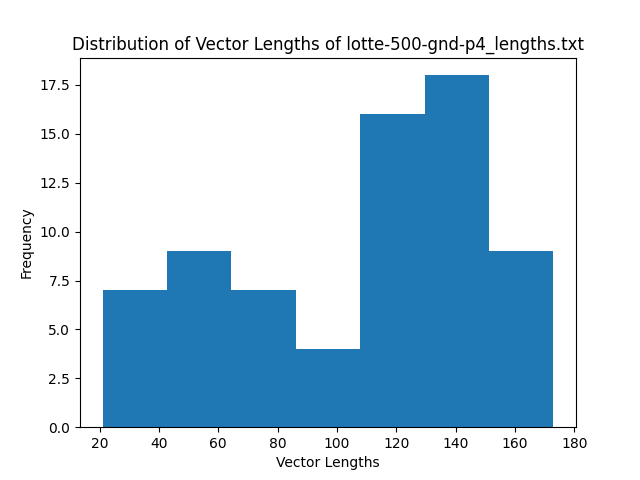 Distribution of Vector Lengths of lotte-500-gnd-p4_lengths.txt
17.5
15.0
12.5
10.0
7.5
5.0
2.5
0.0
Frequency
20 40 60 80 100 120 140 160 180
Vector Lengths